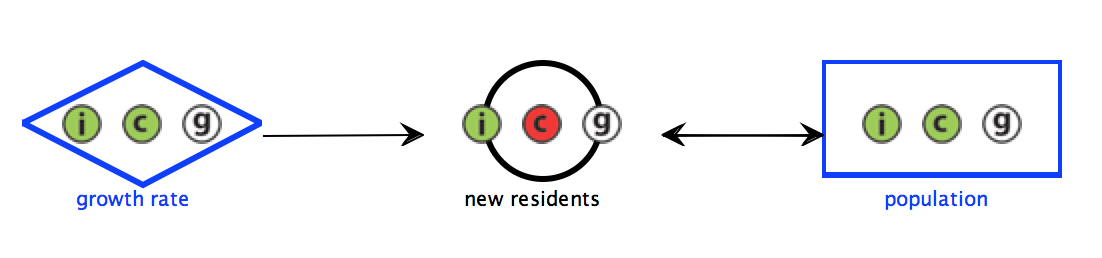 i c g
i c g
i c g
growth rate
new residents
population